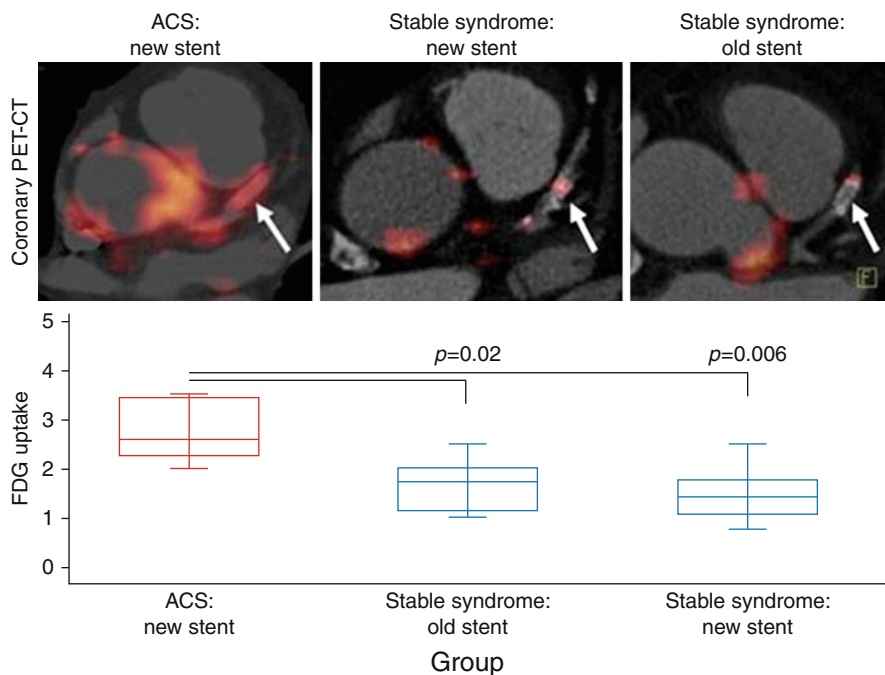 ACS:
new stent
Stable syndrome:
new stent
Stable syndrome:
old stent
Coronary PET-CT
F
5
4
3
2
1
0
FDG uptake
p=0.02
p=0.006
ACS:
new stent
Stable syndrome:
old stent
Stable syndrome:
new stent
Group